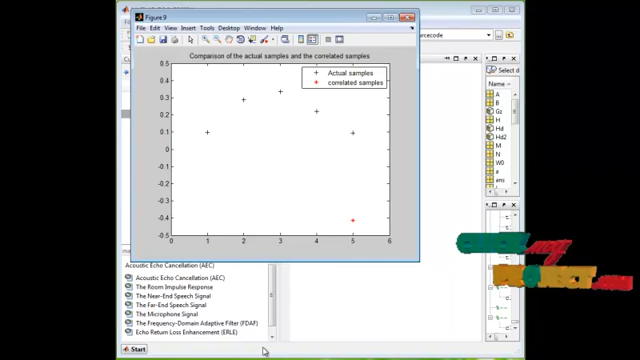 Figure 9
File Edit View Insert Tools Desktop Window Help
Comparison of the actual samples and the correlated samples
Actual samples
correlated samples
0.5
0.4
0.3
0.2
0.1
0
-0.1
-0.2
-0.3
-0.4
-0.5
0 1 2 3 4 5 6
rcecode
Select d
A
B
Gz
H
Hd
Hd2
M
N
W0
a
ans
Acoustic Echo Cancellation (AEC)
Acoustic Echo Cancellation (AEC)
The Room Impulse Response
The Near-End Speech Signal
The Far-End Speech Signal
The Microphone Signal
The Frequency-Domain Adaptive Filter (FDAF)
Echo Return Loss Enhancement (ERLE)
Start